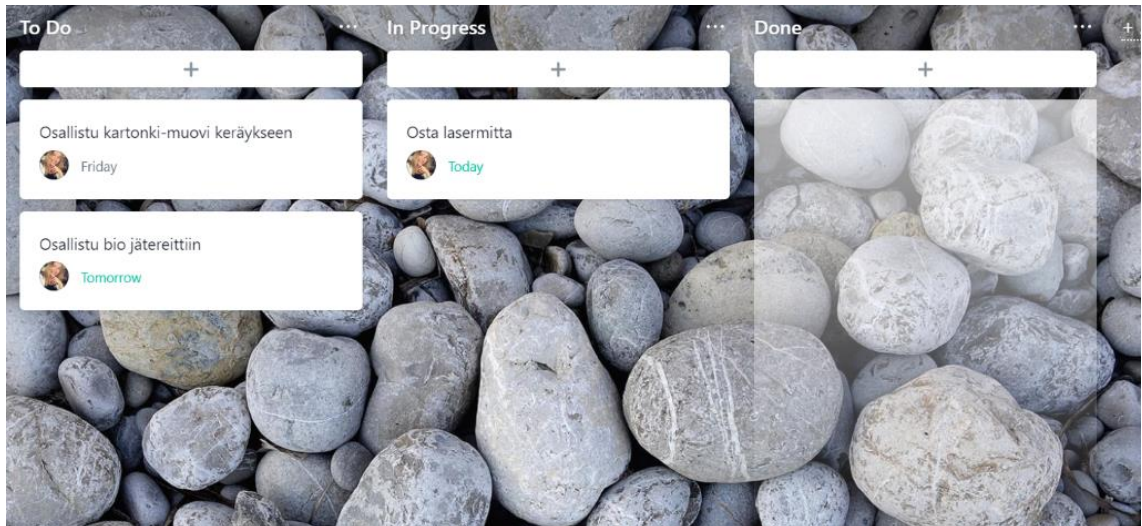 To Do
Osallistu kartonki-muovi keräykseen
Friday
Osallistu bio jätereittiin
Tomorrow
In Progress
Osta lasermitta
Today
Done